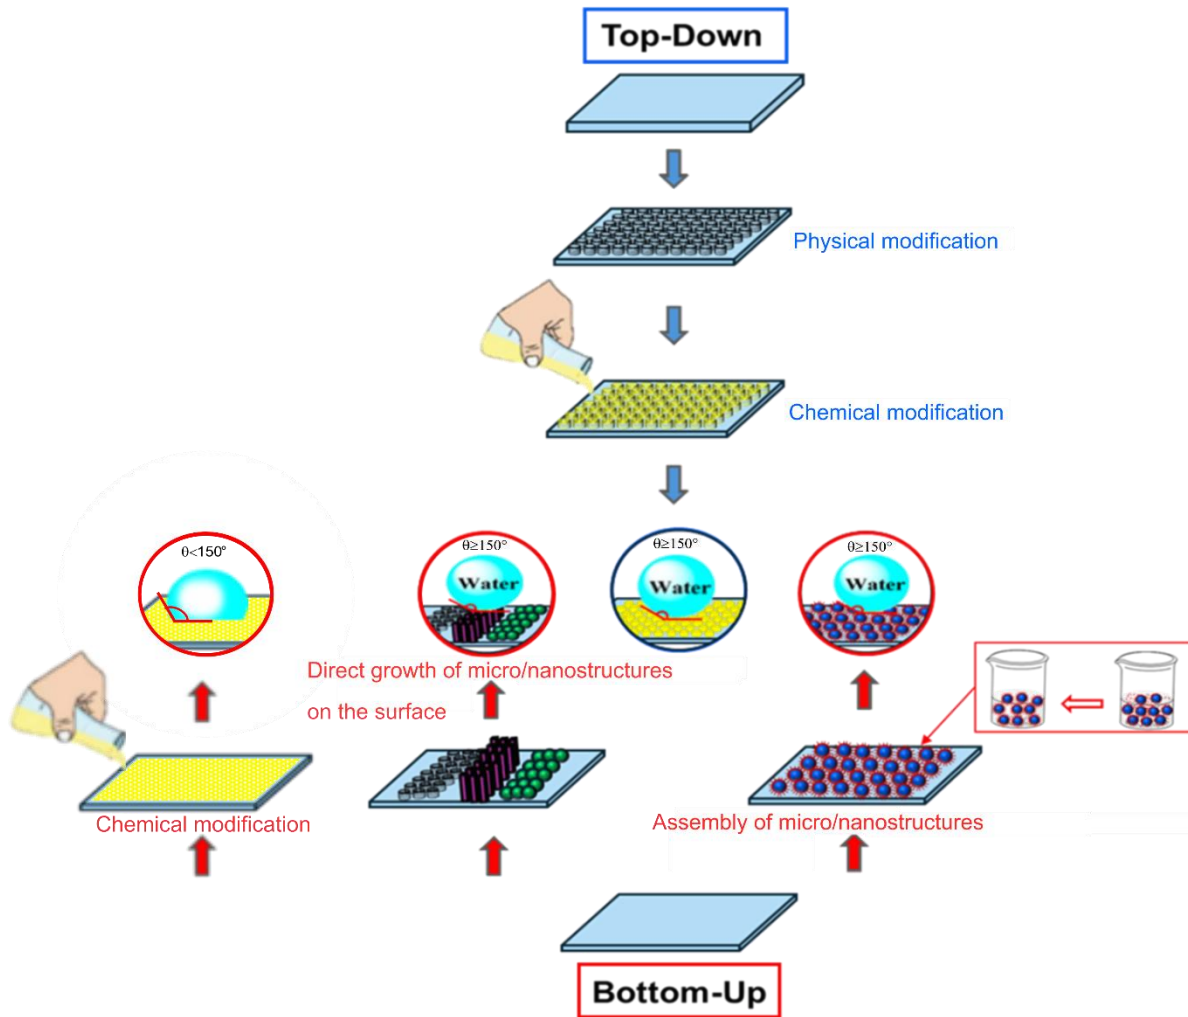 Top-Down
Physical modification
Chemical modification
θ<150°
θ≥150°
θ≥150°
θ≥150°
Water
Water
Water
Direct growth of micro/nanostructures
on the surface
Chemical modification
Assembly of micro/nanostructures
Bottom-Up